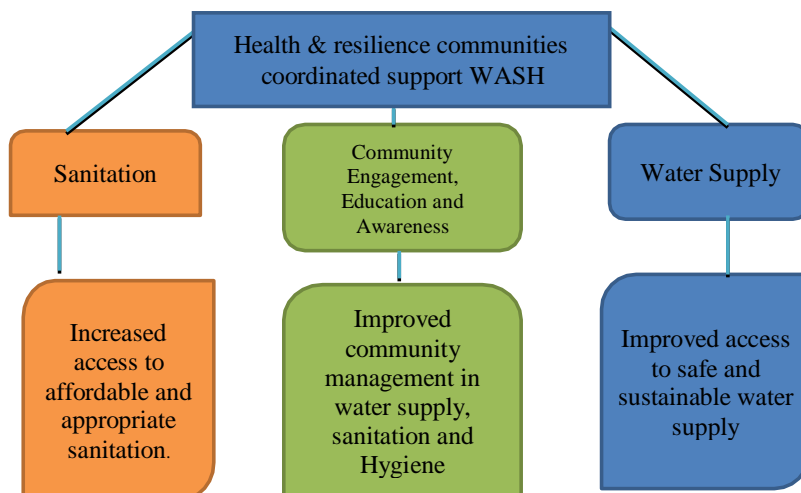 Health & resilience communities
coordinated support WASH
Sanitation
Community
Engagement,
Education and
Awareness
Water Supply
Increased
access to
affordable and
appropriate
sanitation.
Improved
community
management in
water supply,
sanitation and
Hygiene
Improved access
to safe and
sustainable water
supply